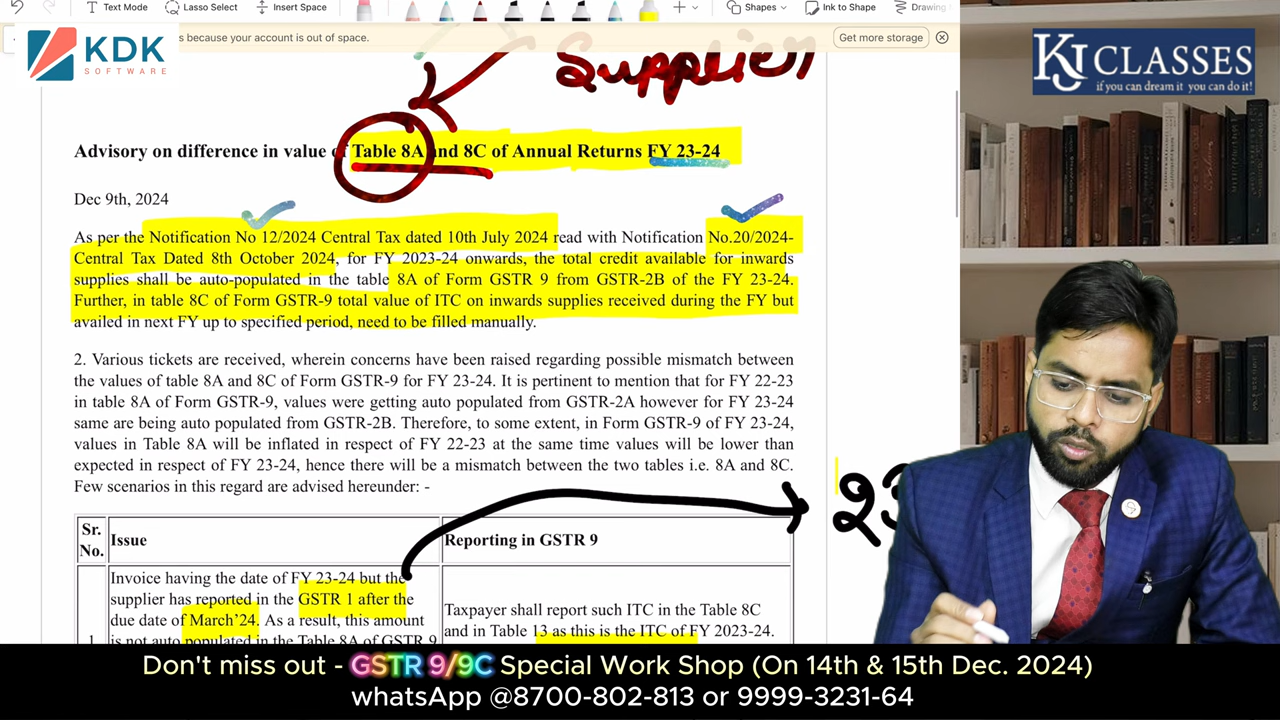 Text Mode
Lasso Select
Insert Space
Shapes
Ink to Shape
Drawing
s because your account is out of space.
Get more storage
KDK
SOFTWARE
KJ CLASSES
if you can dream it you can do it!
Supplier
Advisory on difference in value of Table 8A and 8C of Annual Returns FY 23-24
Dec 9th, 2024
As per the Notification No 12/2024 Central Tax dated 10th July 2024 read with Notification No.20/2024-
Central Tax Dated 8th October 2024, for FY 2023-24 onwards, the total credit available for inwards
supplies shall be auto-populated in the table 8A of Form GSTR 9 from GSTR-2B of the FY 23-24.
Further, in table 8C of Form GSTR-9 total value of ITC on inwards supplies received during the FY but
availed in next FY up to specified period, need to be filled manually.
2. Various tickets are received, wherein concerns have been raised regarding possible mismatch between
the values of table 8A and 8C of Form GSTR-9 for FY 23-24. It is pertinent to mention that for FY 22-23
in table 8A of Form GSTR-9, values were getting auto populated from GSTR-2A however for FY 23-24
same are being auto populated from GSTR-2B. Therefore, to some extent, in Form GSTR-9 of FY 23-24,
values in Table 8A will be inflated in respect of FY 22-23 at the same time values will be lower than
expected in respect of FY 23-24, hence there will be a mismatch between the two tables i.e. 8A and 8C.
Few scenarios in this regard are advised hereunder: -
23
Sr.
No.
Issue
Reporting in GSTR 9
1
Invoice having the date of FY 23-24 but the
supplier has reported in the GSTR 1 after the
due date of March'24. As a result, this amount
is not auto populated in the Table 8A of GSTR 9
Taxpayer shall report such ITC in the Table 8C
and in Table 13 as this is the ITC of FY 2023-24.
Don't miss out - GSTR 9/9C Special Work Shop (On 14th & 15th Dec. 2024)
whatsApp @8700-802-813 or 9999-3231-64